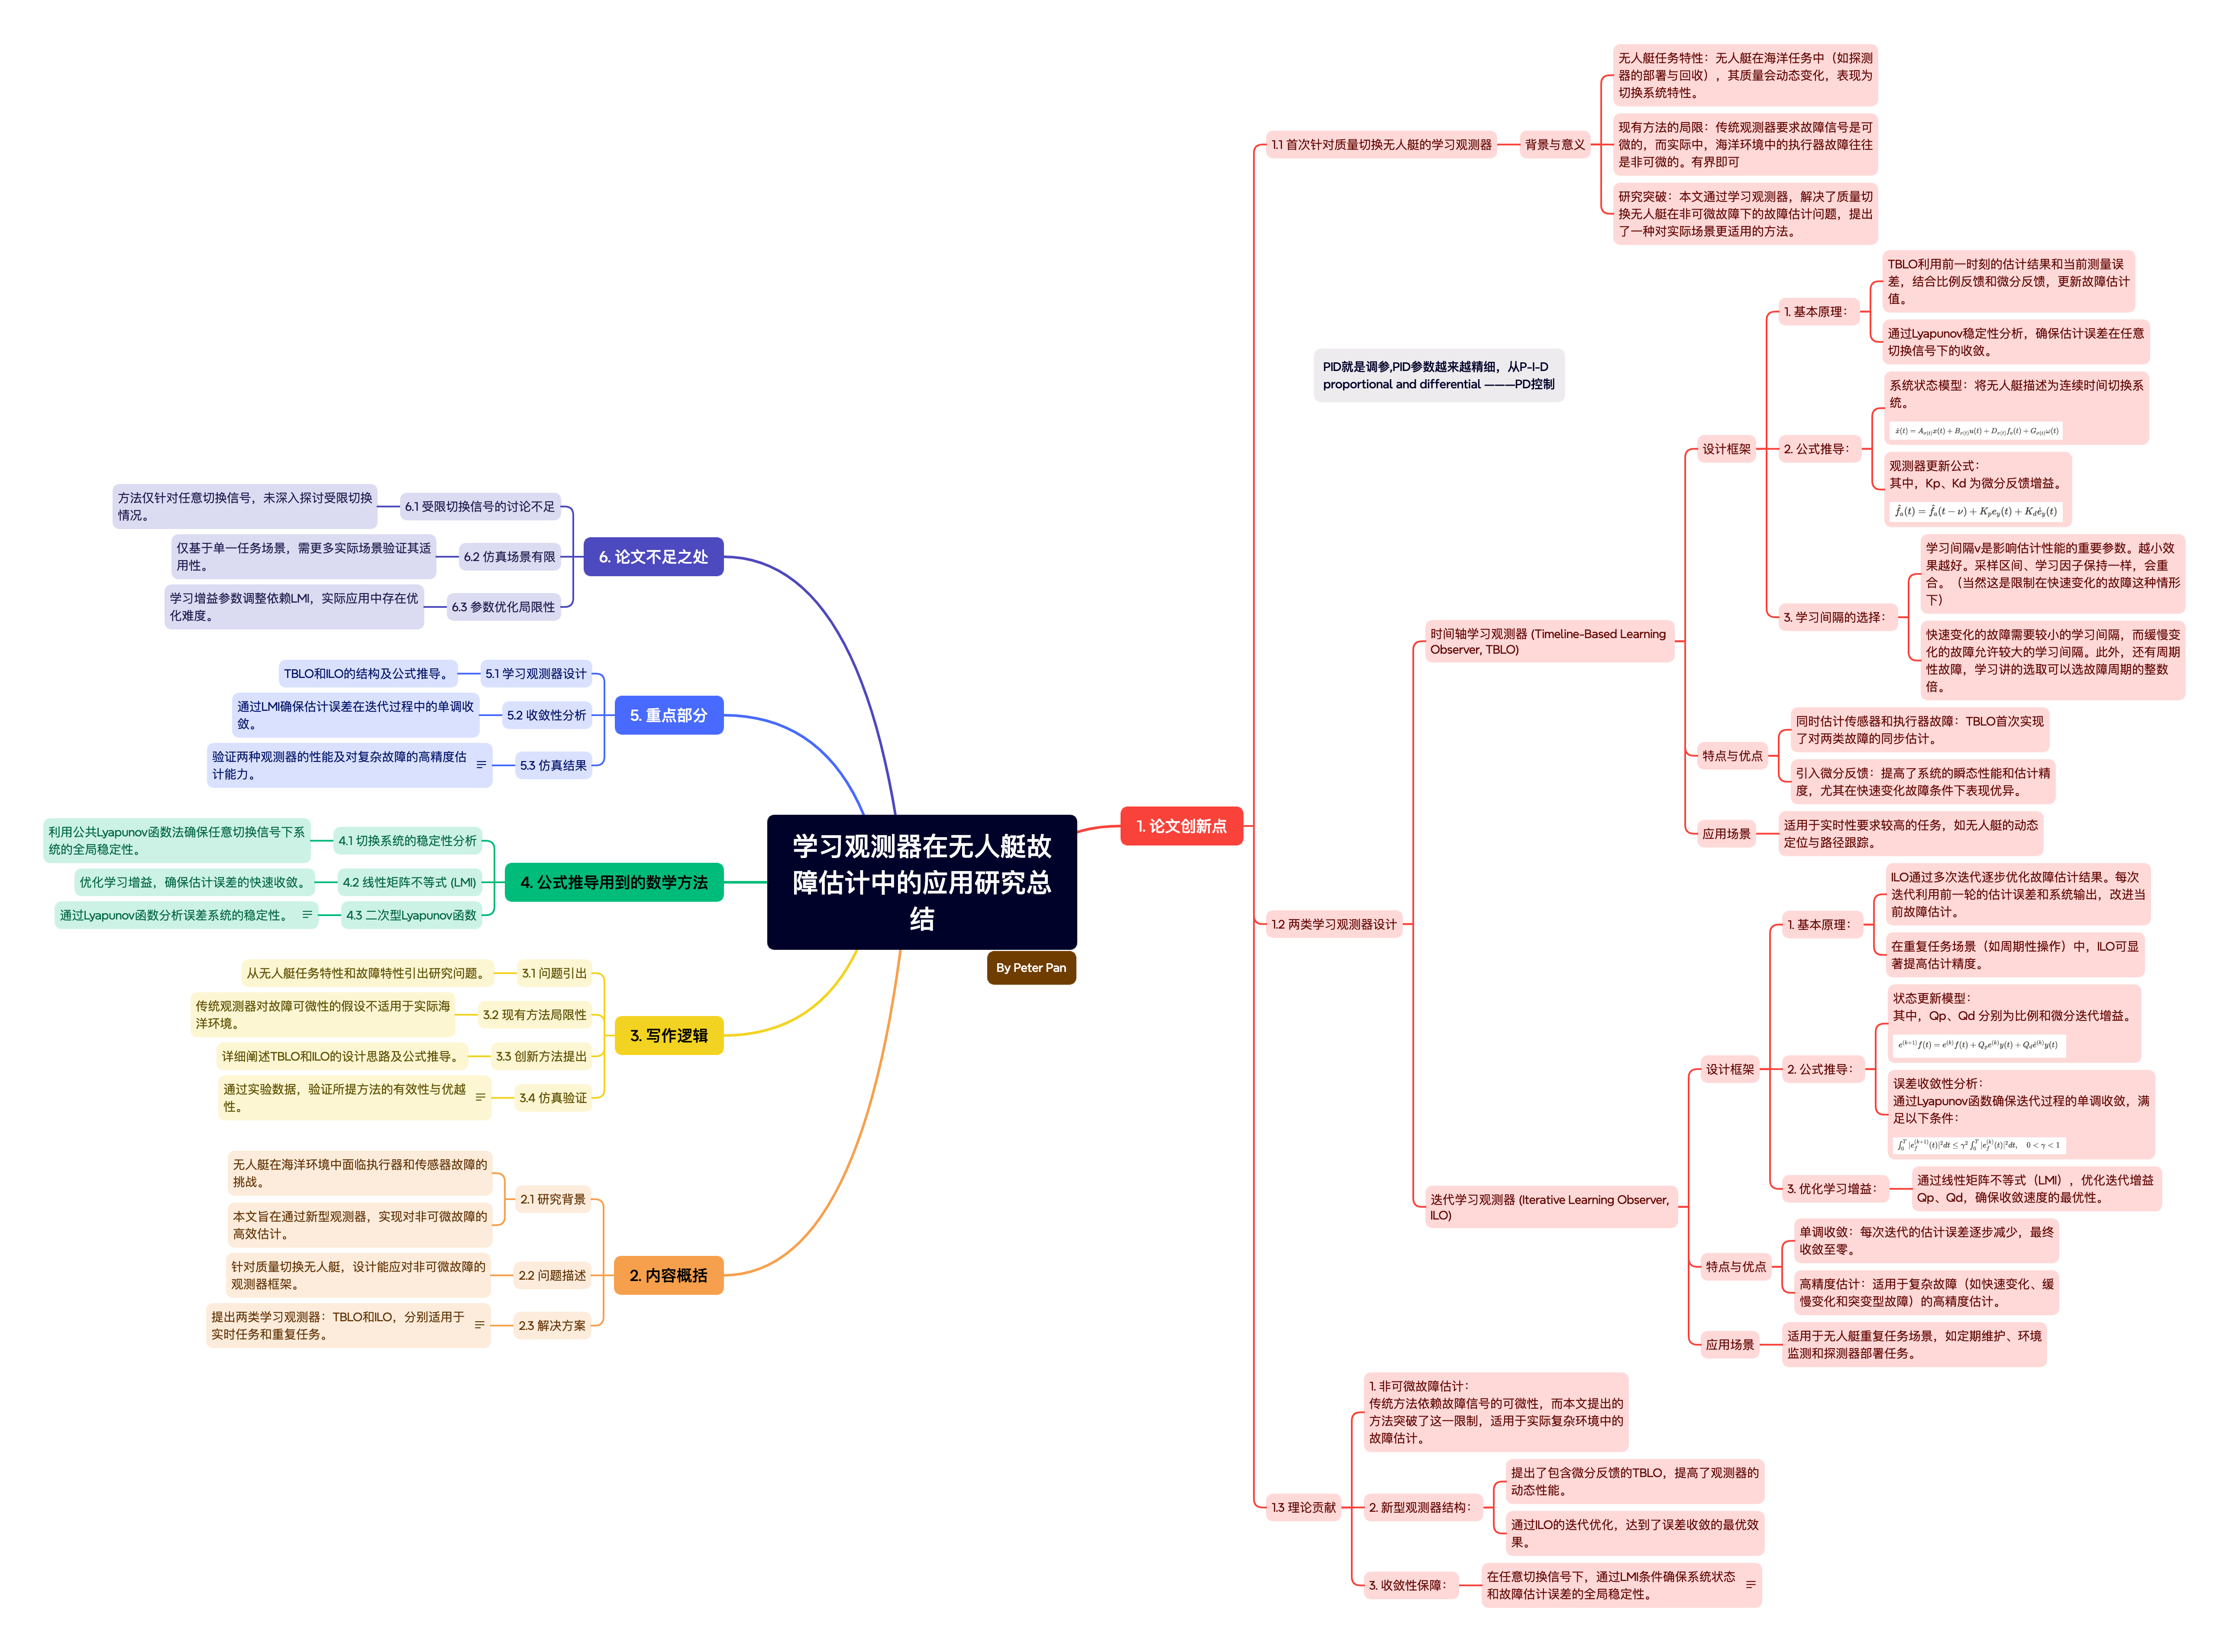 学习观测器在无人艇故
障估计中的应用研究总
结
By Peter Pan
1. 论文创新点
1.1 首次针对质量切换无人艇的学习观测器
背景与意义
无人艇任务特性：无人艇在海洋任务中（如探测
器的部署与回收），其质量会动态变化，表现为
切换系统特性。
现有方法的局限：传统观测器要求故障信号是可
微的，而实际中，海洋环境中的执行器故障往往
是非可微的。有界即可
研究突破：本文通过学习观测器，解决了质量切
换无人艇在非可微故障下的故障估计问题，提出
了一种对实际场景更适用的方法。
PID就是调参,PID参数越来越精细，从P-I-D
proportional and differential ———PD控制
1.2 两类学习观测器设计
时间轴学习观测器 (Timeline-Based Learning
Observer, TBLO)
设计框架
1. 基本原理：
TBLO利用前一时刻的估计结果和当前测量误
差，结合比例反馈和微分反馈，更新故障估计
值。
通过Lyapunov稳定性分析，确保估计误差在任意
切换信号下的收敛。
2. 公式推导：
系统状态模型：将无人艇描述为连续时间切换系
统。
ẋ(t) = A_{σ(t)}x(t) + B_{σ(t)}u(t) + D_{σ(t)}f_a(t) + G_{σ(t)}ω(t)
观测器更新公式：
其中，Kp、Kd 为微分反馈增益。
f̂_a(t) = f̂_a(t − ν) + K_p e_y(t) + K_d ė_y(t)
3. 学习间隔的选择：
学习间隔v是影响估计性能的重要参数。越小效
果越好。采样区间、学习因子保持一样，会重
合。（当然这是限制在快速变化的故障这种情形
下）
快速变化的故障需要较小的学习间隔，而缓慢变
化的故障允许较大的学习间隔。此外，还有周期
性故障，学习讲的选取可以选故障周期的整数
倍。
特点与优点
同时估计传感器和执行器故障：TBLO首次实现
了对两类故障的同步估计。
引入微分反馈：提高了系统的瞬态性能和估计精
度，尤其在快速变化故障条件下表现优异。
应用场景
适用于实时性要求较高的任务，如无人艇的动态
定位与路径跟踪。
迭代学习观测器 (Iterative Learning Observer,
ILO)
设计框架
1. 基本原理：
ILO通过多次迭代逐步优化故障估计结果。每次
迭代利用前一轮的估计误差和系统输出，改进当
前故障估计。
在重复任务场景（如周期性操作）中，ILO可显
著提高估计精度。
2. 公式推导：
状态更新模型：
其中，Qp、Qd 分别为比例和微分迭代增益。
e^{(k+1)}f(t) = e^{(k)}f(t) + Q_p e^{(k)}y(t) + Q_d ė^{(k)}y(t)
误差收敛性分析：
通过Lyapunov函数确保迭代过程的单调收敛，满
足以下条件：
∫_0^T |e_f^{(k+1)}(t)|^2 dt ≤ γ^2 ∫_0^T |e_f^{(k)}(t)|^2 dt, 0 < γ < 1
3. 优化学习增益：
通过线性矩阵不等式（LMI），优化迭代增益
Qp、Qd，确保收敛速度的最优性。
特点与优点
单调收敛：每次迭代的估计误差逐步减少，最终
收敛至零。
高精度估计：适用于复杂故障（如快速变化、缓
慢变化和突变型故障）的高精度估计。
应用场景
适用于无人艇重复任务场景，如定期维护、环境
监测和探测器部署任务。
1.3 理论贡献
1. 非可微故障估计：
传统方法依赖故障信号的可微性，而本文提出的
方法突破了这一限制，适用于实际复杂环境中的
故障估计。
2. 新型观测器结构：
提出了包含微分反馈的TBLO，提高了观测器的
动态性能。
通过ILO的迭代优化，达到了误差收敛的最优效
果。
3. 收敛性保障：
在任意切换信号下，通过LMI条件确保系统状态
和故障估计误差的全局稳定性。
2. 内容概括
2.1 研究背景
无人艇在海洋环境中面临执行器和传感器故障的
挑战。
本文旨在通过新型观测器，实现对非可微故障的
高效估计。
2.2 问题描述
针对质量切换无人艇，设计能应对非可微故障的
观测器框架。
2.3 解决方案
提出两类学习观测器：TBLO和ILO，分别适用于
实时任务和重复任务。
3. 写作逻辑
3.1 问题引出
从无人艇任务特性和故障特性引出研究问题。
3.2 现有方法局限性
传统观测器对故障可微性的假设不适用于实际海
洋环境。
3.3 创新方法提出
详细阐述TBLO和ILO的设计思路及公式推导。
3.4 仿真验证
通过实验数据，验证所提方法的有效性与优越
性。
4. 公式推导用到的数学方法
4.1 切换系统的稳定性分析
利用公共Lyapunov函数法确保任意切换信号下系
统的全局稳定性。
4.2 线性矩阵不等式 (LMI)
优化学习增益，确保估计误差的快速收敛。
4.3 二次型Lyapunov函数
通过Lyapunov函数分析误差系统的稳定性。
5. 重点部分
5.1 学习观测器设计
TBLO和ILO的结构及公式推导。
5.2 收敛性分析
通过LMI确保估计误差在迭代过程中的单调收
敛。
5.3 仿真结果
验证两种观测器的性能及对复杂故障的高精度估
计能力。
6. 论文不足之处
6.1 受限切换信号的讨论不足
方法仅针对任意切换信号，未深入探讨受限切换
情况。
6.2 仿真场景有限
仅基于单一任务场景，需更多实际场景验证其适
用性。
6.3 参数优化局限性
学习增益参数调整依赖LMI，实际应用中存在优
化难度。